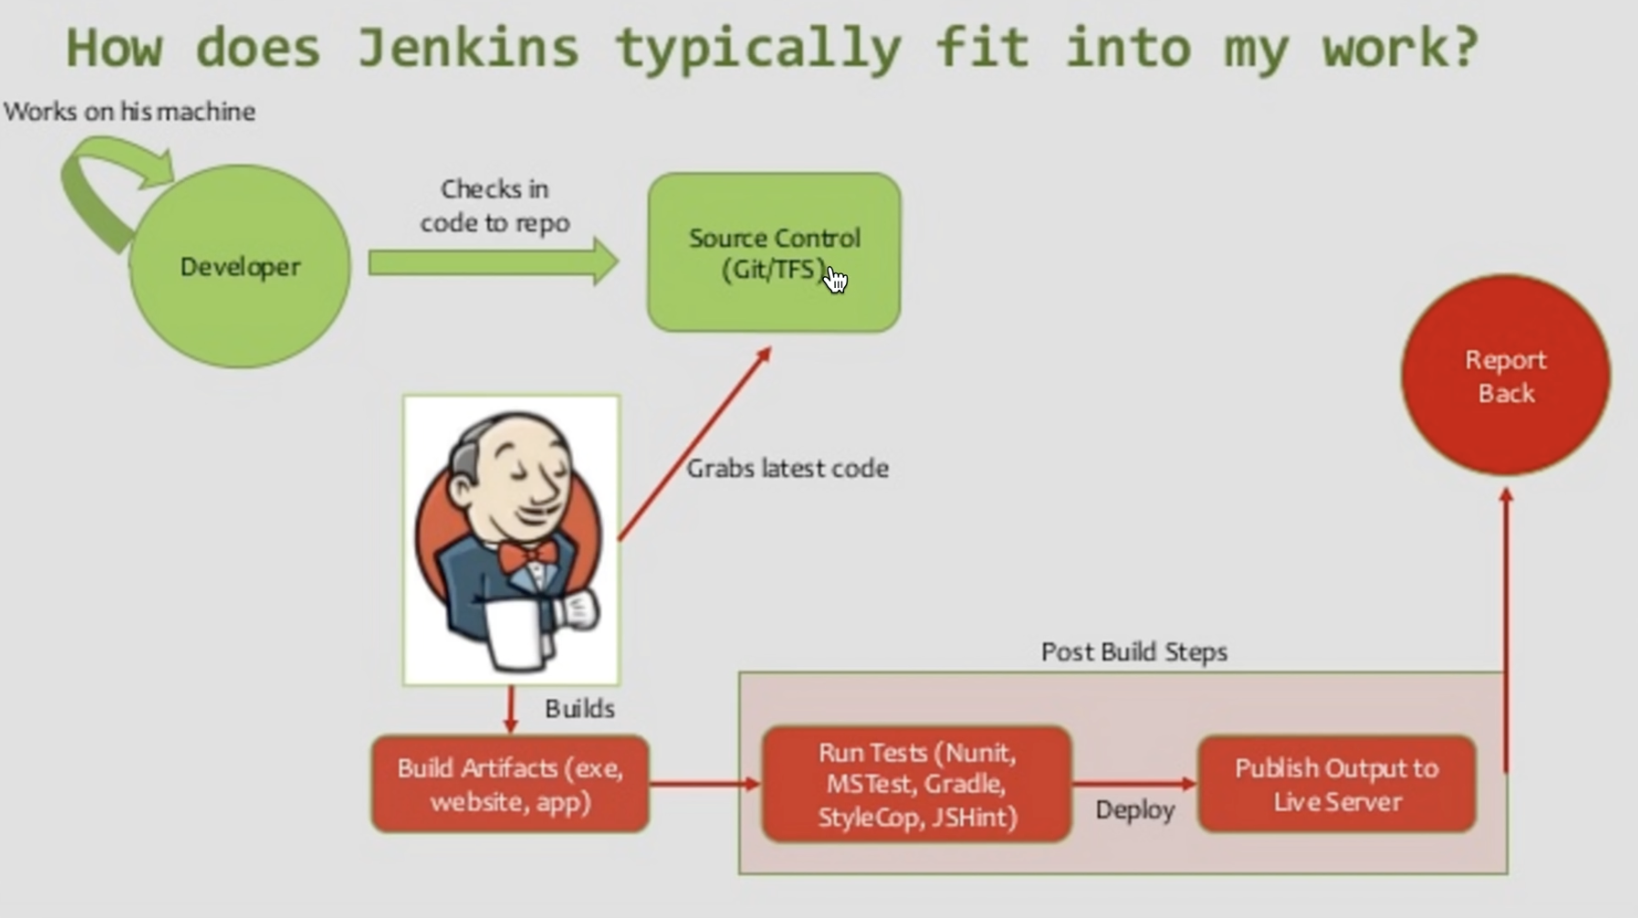 How does Jenkins typically fit into my work?
Works on his machine
Developer
Checks in
code to repo
Source Control
(Git/TFS)
Report
Back
Grabs latest code
Builds
Post Build Steps
Build Artifacts (exe,
website, app)
Run Tests (Nunit,
MSTest, Gradle,
StyleCop, JSHint)
Deploy
Publish Output to
Live Server